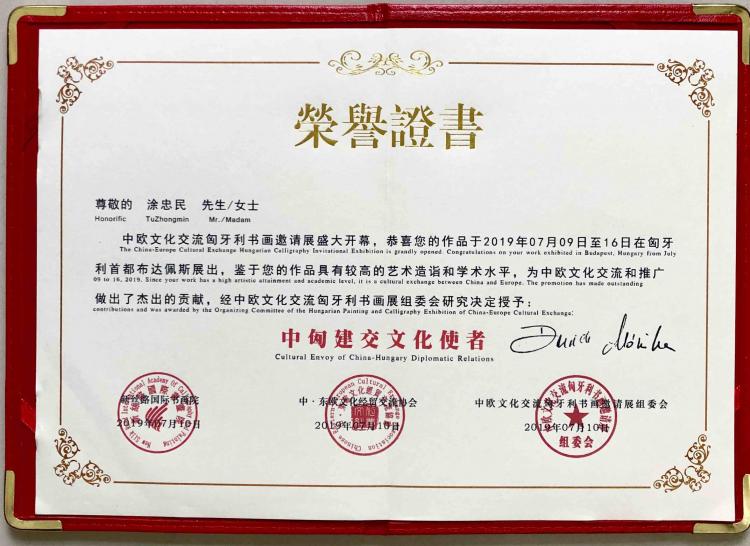 榮譽證書
尊敬的 涂忠民 先生/女士
Honorific TuZhongmin Mr./Madam
中欧文化交流匈牙利书画邀请展盛大开幕，恭喜您的作品于2019年07月09日至16日在匈牙
The China-Europe Cultural Exchange Hungarian Calligraphy Invitational Exhibition is grandly opened. Congratulations on your work exhibited in Budapest, Hungary from July
利首都布达佩斯展出，鉴于您的作品具有较高的艺术造诣和学术水平，为中欧文化交流和推广
09 to 16, 2019. Since your work has a high artistic attainment and academic level, it is a cultural exchange between China and Europe. The promotion has made outstanding
做出了杰出的贡献，经中欧文化交流匈牙利书画展组委会研究决定授予：
contributions and was awarded by the Organizing Committee of the Hungarian Painting and Calligraphy Exhibition of China-Europe Cultural Exchange:
中匈建交文化使者
Cultural Envoy of China-Hungary Diplomatic Relations
新丝路国际书画院
2019年07月10日
中·东欧文化经贸交流协会
2019年07月10日
中欧文化交流匈牙利书画邀请展组委会
2019年07月10日
组委会